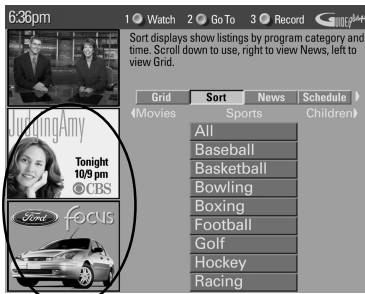 6:36pm
1 Watch 2 Go To 3 Record GUIDE Plus+
Sort displays show listings by program category and
time. Scroll down to use, right to view News, left to
view Grid.
Grid Sort News Schedule
Movies Sports Children
All
Baseball
Basketball
Bowling
Boxing
Football
Golf
Hockey
Racing
JudgingAmy
Tonight
10/9 pm
CBS
Ford FOCUS